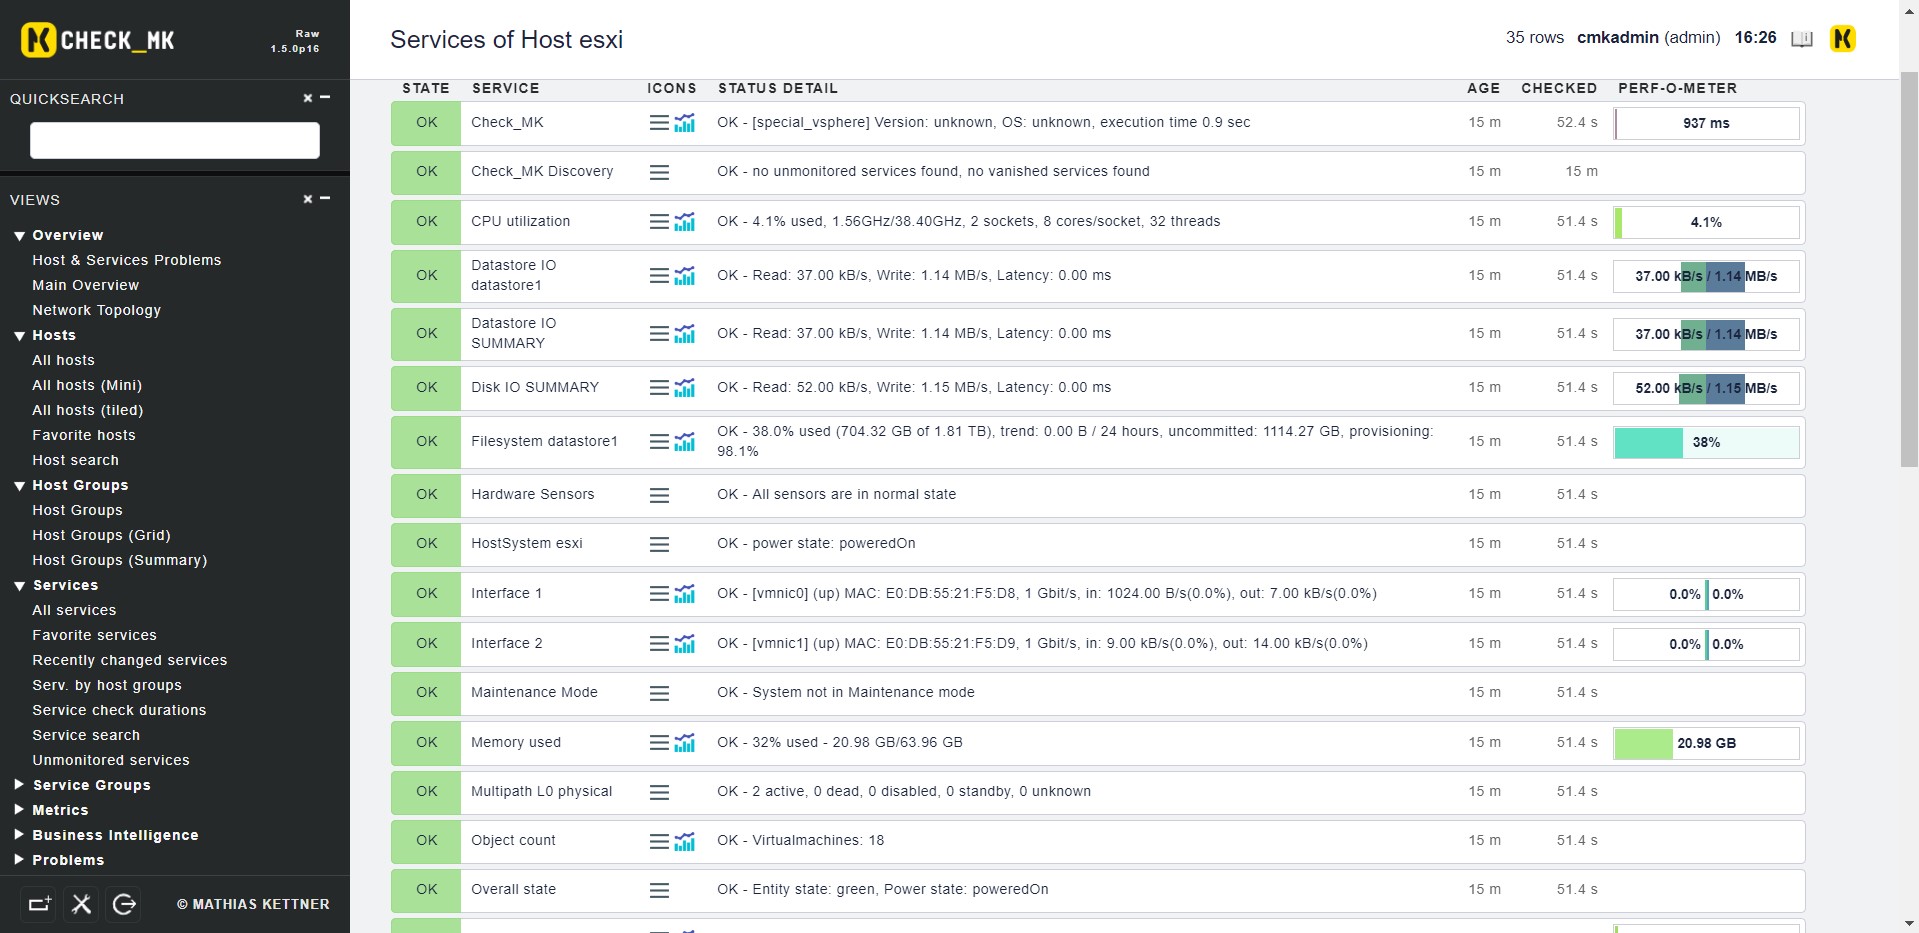 CHECK_MK
Raw
1.5.0p16
QUICKSEARCH
VIEWS
Overview
Host & Services Problems
Main Overview
Network Topology
Hosts
All hosts
All hosts (Mini)
All hosts (tiled)
Favorite hosts
Host search
Host Groups
Host Groups
Host Groups (Grid)
Host Groups (Summary)
Services
All services
Favorite services
Recently changed services
Serv. by host groups
Service check durations
Service search
Unmonitored services
Service Groups
Metrics
Business Intelligence
Problems
© MATHIAS KETTNER
Services of Host esxi
35 rows cmkadmin (admin) 16:26
STATE SERVICE ICONS STATUS DETAIL AGE CHECKED PERF-O-METER
OK Check_MK OK - [special_vsphere] Version: unknown, OS: unknown, execution time 0.9 sec 15 m 52.4 s 937 ms
OK Check_MK Discovery OK - no unmonitored services found, no vanished services found 15 m 15 m
OK CPU utilization OK - 4.1% used, 1.56GHz/38.40GHz, 2 sockets, 8 cores/socket, 32 threads 15 m 51.4 s 4.1%
OK Datastore IO
datastore1 OK - Read: 37.00 kB/s, Write: 1.14 MB/s, Latency: 0.00 ms 15 m 51.4 s 37.00 kB/s / 1.14 MB/s
OK Datastore IO
SUMMARY OK - Read: 37.00 kB/s, Write: 1.14 MB/s, Latency: 0.00 ms 15 m 51.4 s 37.00 kB/s / 1.14 MB/s
OK Disk IO SUMMARY OK - Read: 52.00 kB/s, Write: 1.15 MB/s, Latency: 0.00 ms 15 m 51.4 s 52.00 kB/s / 1.15 MB/s
OK Filesystem datastore1 OK - 38.0% used (704.32 GB of 1.81 TB), trend: 0.00 B / 24 hours, uncommitted: 1114.27 GB, provisioning:
98.1% 15 m 51.4 s 38%
OK Hardware Sensors OK - All sensors are in normal state 15 m 51.4 s
OK HostSystem esxi OK - power state: poweredOn 15 m 51.4 s
OK Interface 1 OK - [vmnic0] (up) MAC: E0:DB:55:21:F5:D8, 1 Gbit/s, in: 1024.00 B/s(0.0%), out: 7.00 kB/s(0.0%) 15 m 51.4 s 0.0% 0.0%
OK Interface 2 OK - [vmnic1] (up) MAC: E0:DB:55:21:F5:D9, 1 Gbit/s, in: 9.00 kB/s(0.0%), out: 14.00 kB/s(0.0%) 15 m 51.4 s 0.0% 0.0%
OK Maintenance Mode OK - System not in Maintenance mode 15 m 51.4 s
OK Memory used OK - 32% used - 20.98 GB/63.96 GB 15 m 51.4 s 20.98 GB
OK Multipath L0 physical OK - 2 active, 0 dead, 0 disabled, 0 standby, 0 unknown 15 m 51.4 s
OK Object count OK - Virtualmachines: 18 15 m 51.4 s
OK Overall state OK - Entity state: green, Power state: poweredOn 15 m 51.4 s